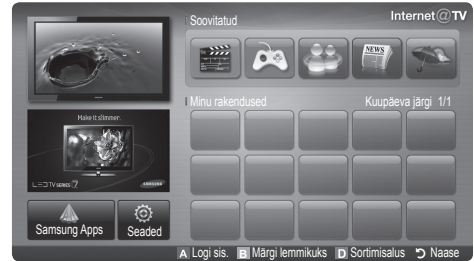 Internet@TV
Soovitatud
NEWS
Minu rakendused
Kuupäeva järgi 1/1
Make it slimmer.
LED TV SERIES 7
SAMSUNG
Samsung Apps
Seaded
A Logi sis. B Märgi lemmikuks D Sortimisalus Naase